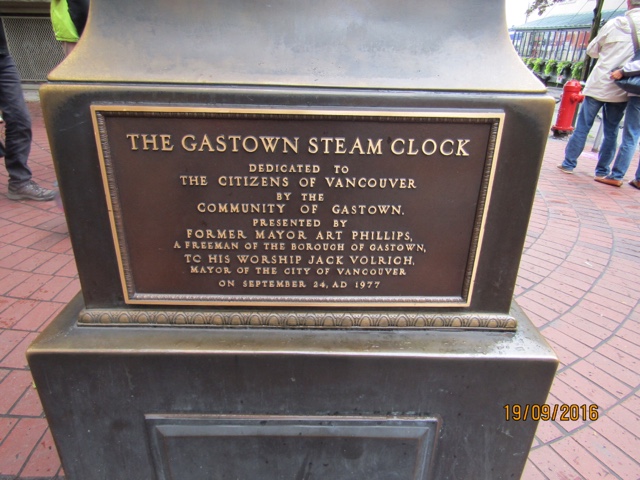 THE GASTOWN STEAM CLOCK
DEDICATED TO
THE CITIZENS OF VANCOUVER
BY THE
COMMUNITY OF GASTOWN.
PRESENTED BY
FORMER MAYOR ART PHILLIPS,
A FREEMAN OF THE BOROUGH OF GASTOWN,
TO HIS WORSHIP JACK VOLRICH,
MAYOR OF THE CITY OF VANCOUVER
ON SEPTEMBER 24, AD 1977
19/09/2016